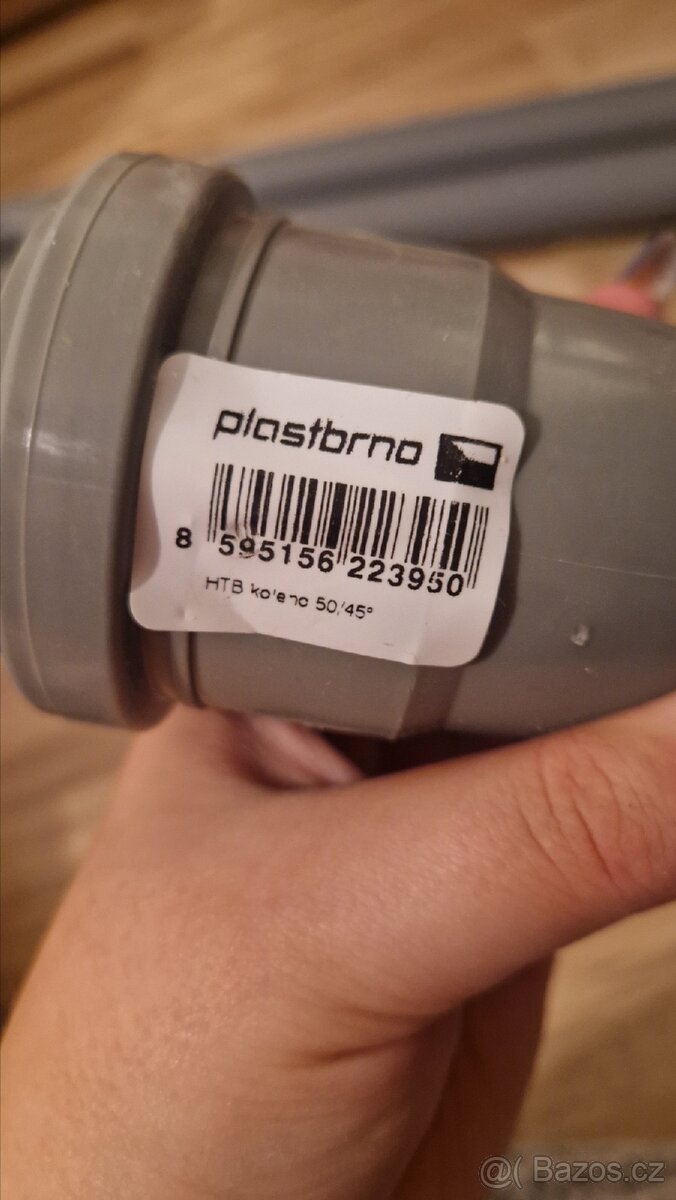 plastbrno
8 595156 223950
HTB koleno 50/45°
@( Bazos.cz